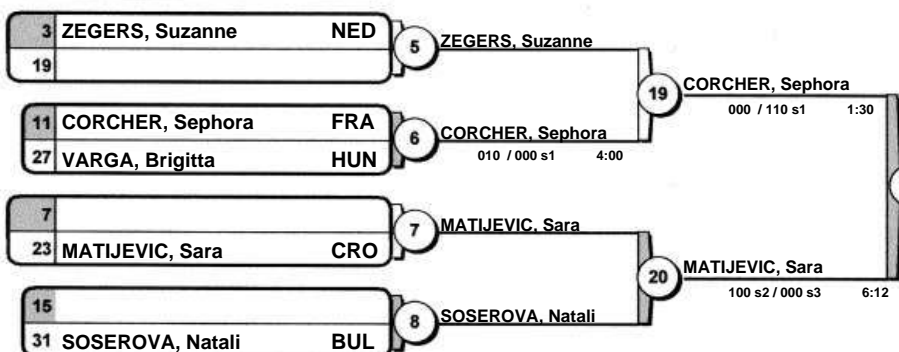 3 ZEGERS, Suzanne NED
19
5 ZEGERS, Suzanne
11 CORCHER, Sephora FRA
27 VARGA, Brigitta HUN
6 CORCHER, Sephora
010 / 000 s1 4:00
19 CORCHER, Sephora
000 / 110 s1 1:30
7
23 MATIJEVIC, Sara CRO
7 MATIJEVIC, Sara
15
31 SOSEROVA, Natali BUL
8 SOSEROVA, Natali
20 MATIJEVIC, Sara
100 s2 / 000 s3 6:12